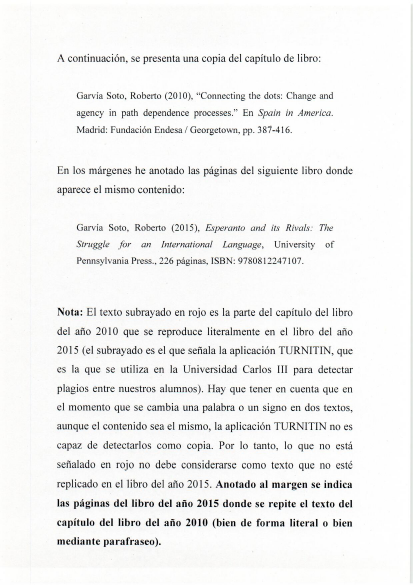 A continuación, se presenta una copia del capítulo de libro:
Garvía Soto, Roberto (2010), “Connecting the dots: Change and
agency in path dependence processes.” En Spain in America.
Madrid: Fundación Endesa / Georgetown, pp. 387-416.
En los márgenes he anotado las páginas del siguiente libro donde
aparece el mismo contenido:
Garvía Soto, Roberto (2015), Esperanto and its Rivals: The
Struggle for an International Language, University of
Pennsylvania Press., 226 páginas, ISBN: 9780812247107.
Nota: El texto subrayado en rojo es la parte del capítulo del libro
del año 2010 que se reproduce literalmente en el libro del año
2015 (el subrayado es el que señala la aplicación TURNITIN, que
es la que se utiliza en la Universidad Carlos III para detectar
plagios entre nuestros alumnos). Hay que tener en cuenta que en
el momento que se cambia una palabra o un signo en dos textos,
aunque el contenido sea el mismo, la aplicación TURNITIN no es
capaz de detectarlos como copia. Por lo tanto, lo que no está
señalado en rojo no debe considerarse como texto que no esté
replicado en el libro del año 2015. Anotado al margen se indica
las páginas del libro del año 2015 donde se repite el texto del
capítulo del libro del año 2010 (bien de forma literal o bien
mediante parafraseo).